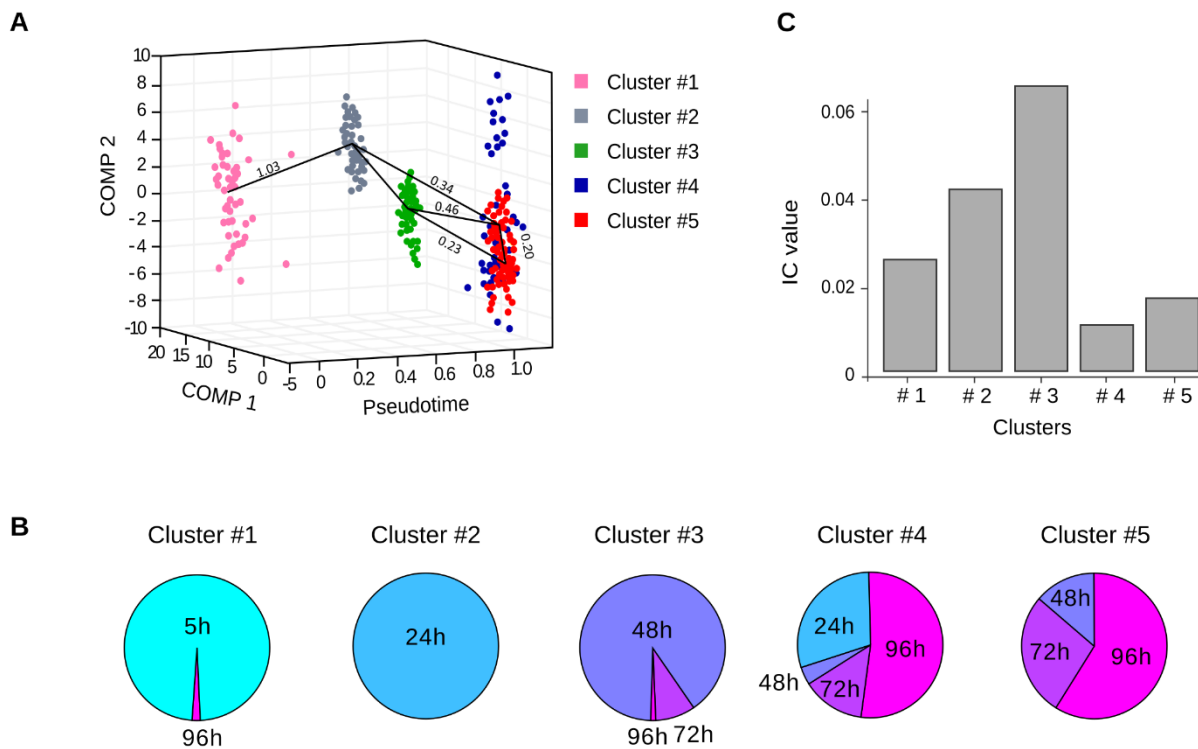 A
10
8
6
4
2
0
-2
-4
-6
-8
-10
COMP 2
20 15 10 5 0 -5
COMP 1
0 0.2 0.4 0.6 0.8 1.0
Pseudotime
1.03
0.34
0.46
0.23
0.20
Cluster #1
Cluster #2
Cluster #3
Cluster #4
Cluster #5
C
0.06
0.04
0.02
0
IC value
# 1 # 2 # 3 # 4 # 5
Clusters
B
Cluster #1 Cluster #2 Cluster #3 Cluster #4 Cluster #5
5h
96h
24h
48h
96h 72h
24h
96h
48h
72h
48h
72h
96h